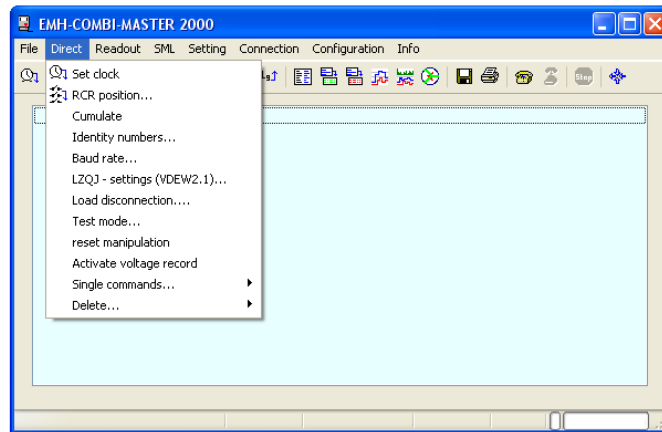 EMH-COMBI-MASTER 2000
File Direct Readout SML Setting Connection Configuration Info
Set clock
RCR position...
Cumulate
Identity numbers...
Baud rate...
LZQJ - settings (VDEW2.1)...
Load disconnection....
Test mode...
reset manipulation
Activate voltage record
Single commands...
Delete...
Stop